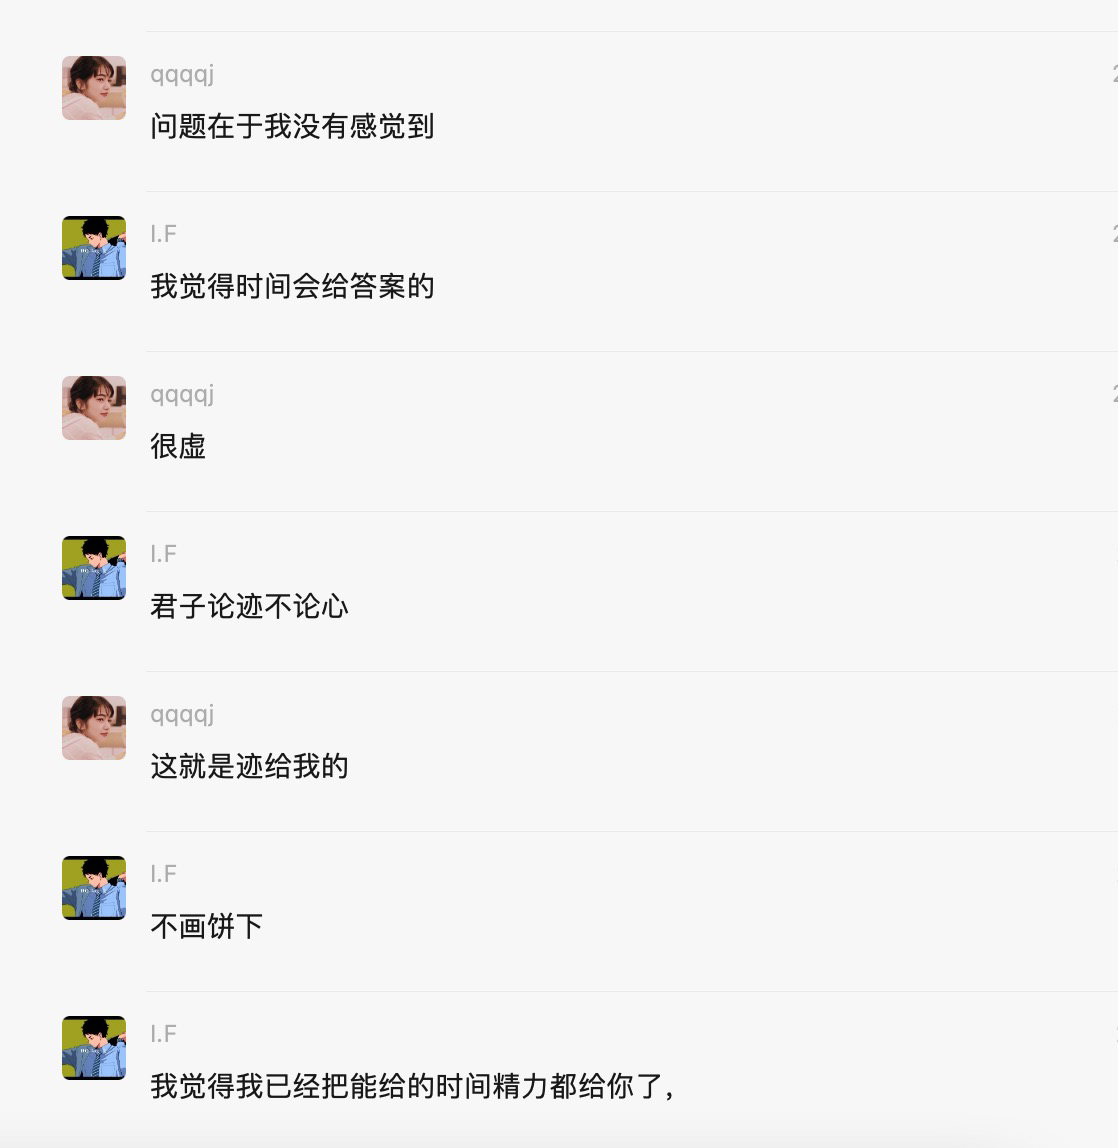 qqqqj
问题在于我没有感觉到
I.F
我觉得时间会给答案的
qqqqj
很虚
I.F
君子论迹不论心
qqqqj
这就是迹给我的
I.F
不画饼下
I.F
我觉得我已经把能给的时间精力都给你了，